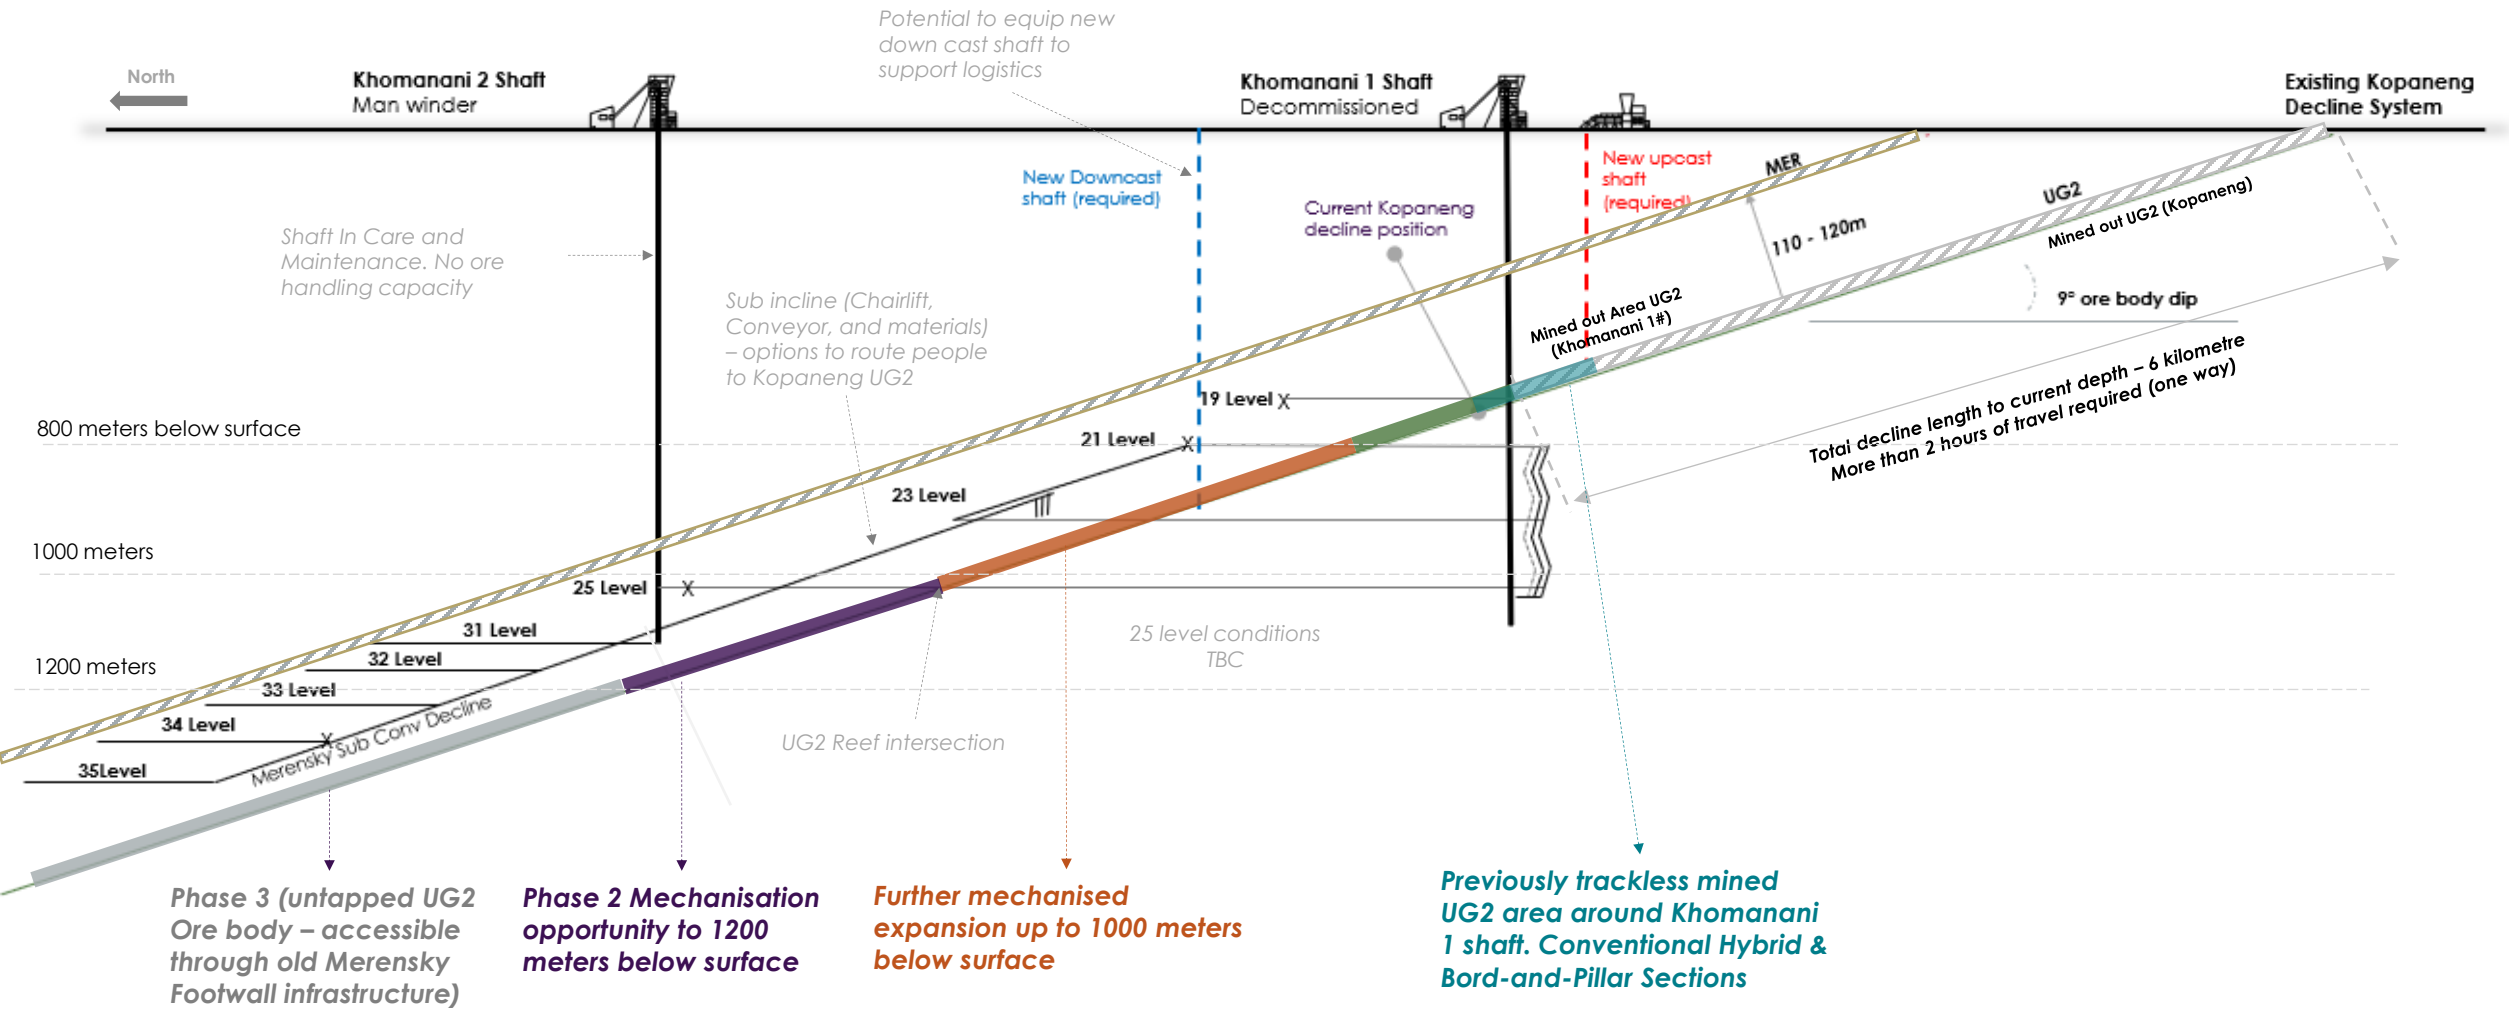 Potential to equip new
down cast shaft to
support logistics
North
Khomanani 2 Shaft
Man winder
Khomanani 1 Shaft
Decommissioned
Existing Kopaneng
Decline System
New Downcast
shaft (required)
New upcast
shaft
(required)
MER
UG2
Mined out UG2 (Kopaneng)
Current Kopaneng
decline position
110 - 120m
Shaft In Care and
Maintenance. No ore
handling capacity
Sub incline (Chairlift,
Conveyor, and materials)
– options to route people
to Kopaneng UG2
Mined out Area UG2
(Khomanani 1#)
9° ore body dip
Total decline length to current depth – 6 kilometre
More than 2 hours of travel required (one way)
19 Level X
800 meters below surface
21 Level X
23 Level
1000 meters
25 Level X
31 Level
32 Level
1200 meters
33 Level
34 Level X
35Level
Merensky Sub Conv Decline
25 level conditions
TBC
UG2 Reef intersection
Phase 3 (untapped UG2
Ore body – accessible
through old Merensky
Footwall infrastructure)
Phase 2 Mechanisation
opportunity to 1200
meters below surface
Further mechanised
expansion up to 1000 meters
below surface
Previously trackless mined
UG2 area around Khomanani
1 shaft. Conventional Hybrid &
Bord-and-Pillar Sections